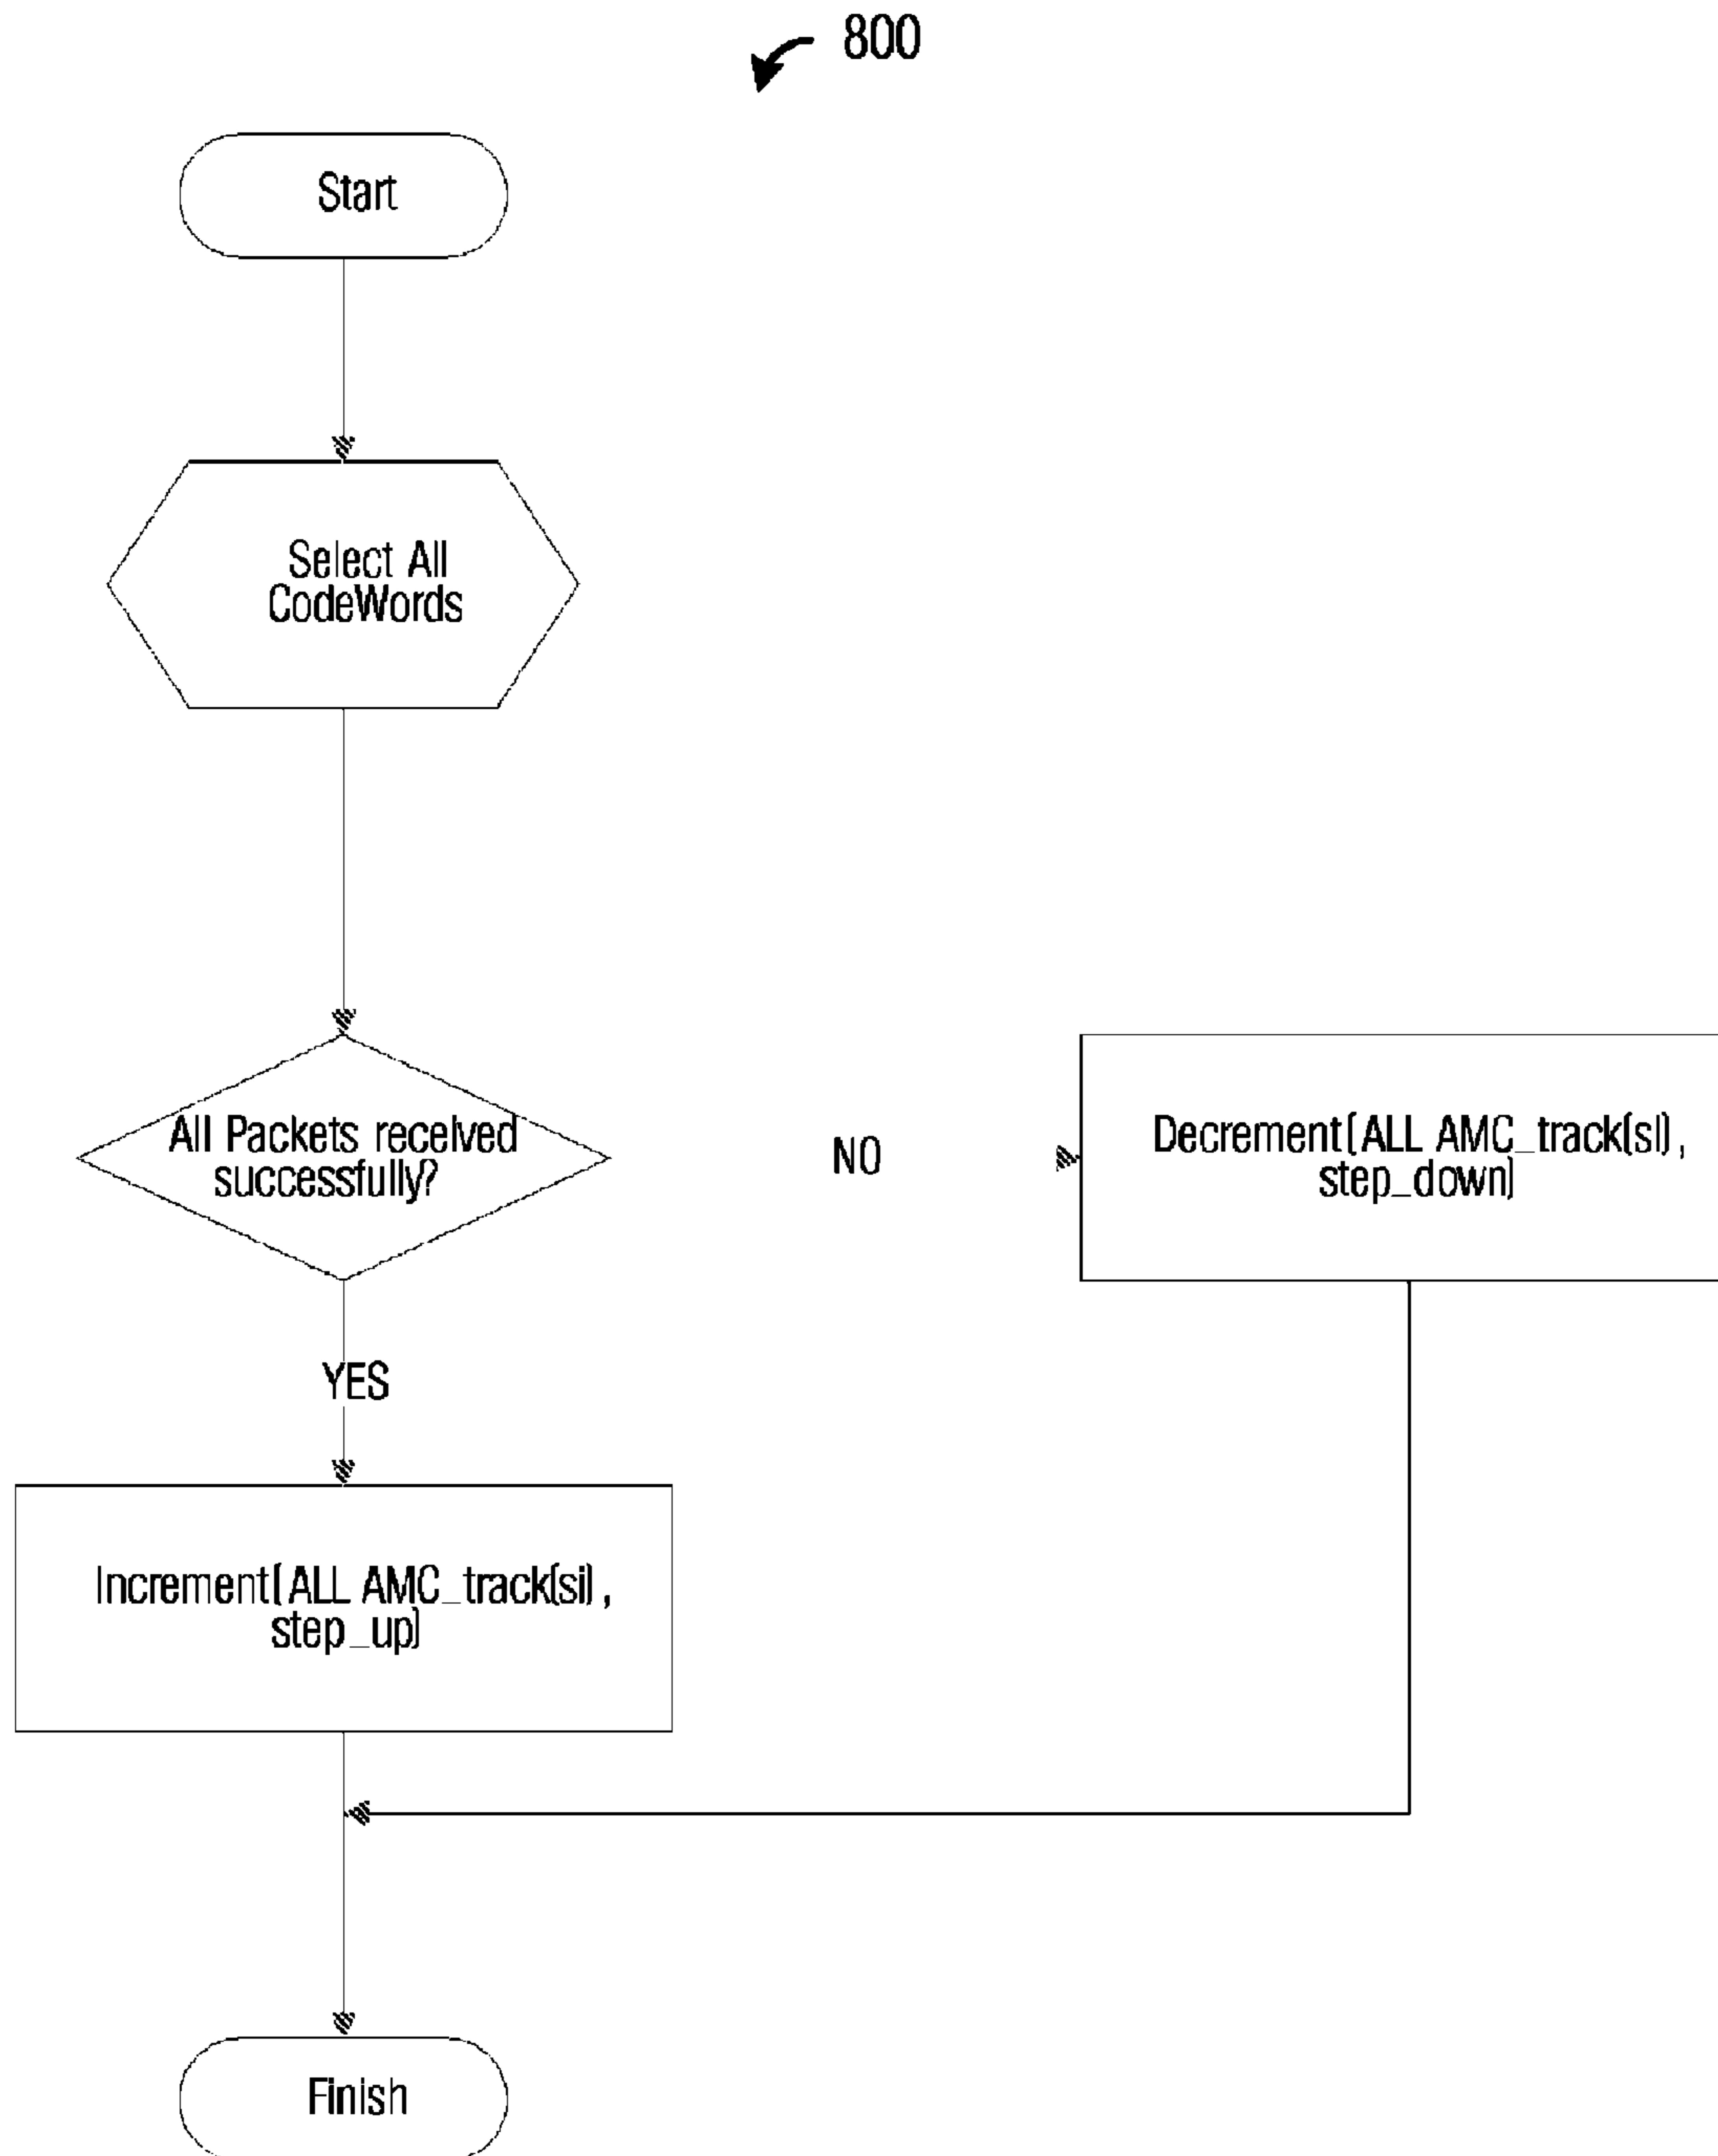 800
Start
Select All
CodeWords
All Packets received
successfully?
NO
Decrement(ALL AMC_track(si),
step_down)
YES
Increment(ALL AMC_track(si),
step_up)
Finish